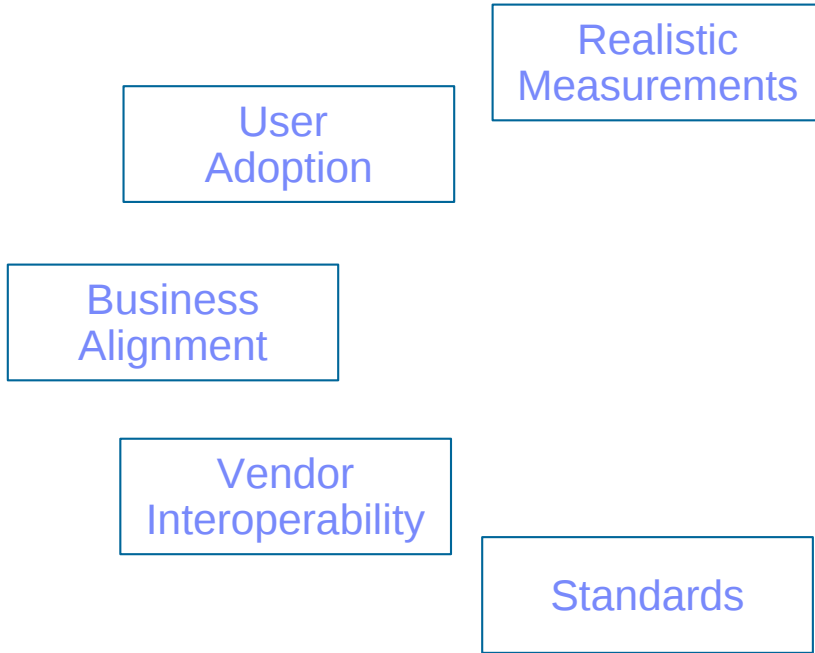 Realistic
Measurements
User
Adoption
Business
Alignment
Vendor
Interoperability
Standards